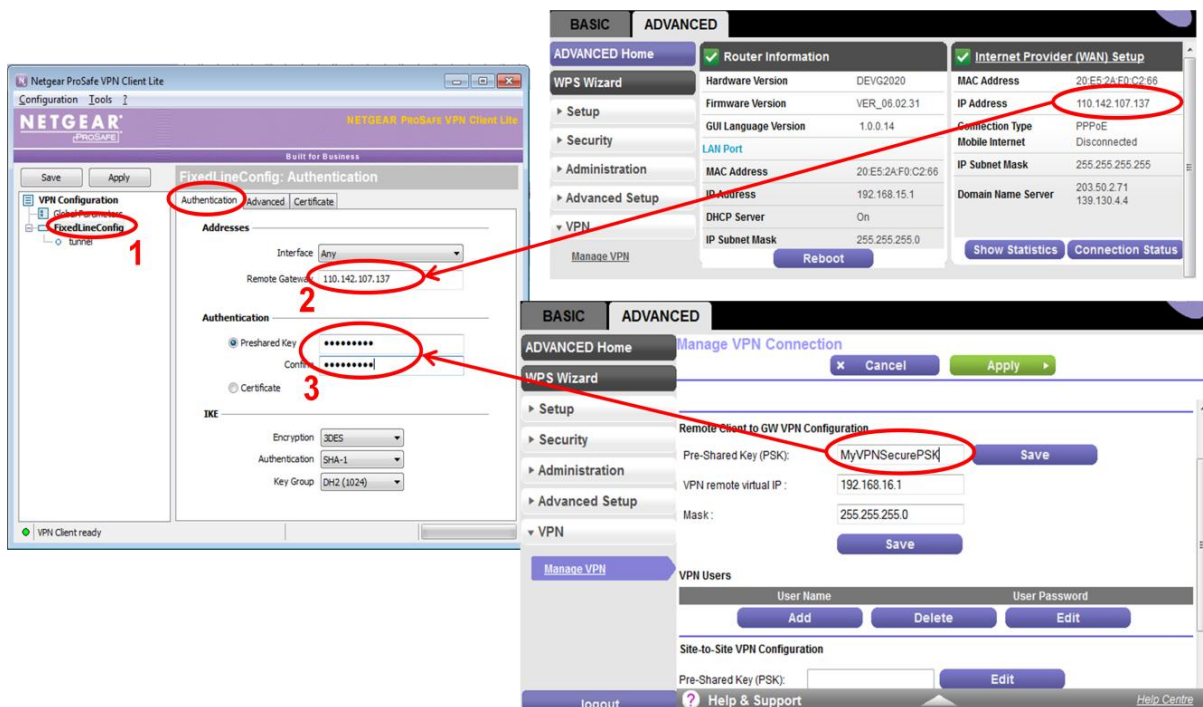 Netgear ProSafe VPN Client Lite
Configuration Tools ?
NETGEAR
PROSAFE
NETGEAR PROSAFE VPN Client Lite
Built for Business
Save Apply
FixedLineConfig: Authentication
VPN Configuration
Global Parameters
FixedLineConfig
tunnel
1
Authentication Advanced Certificate
Addresses
Interface Any
Remote Gateway 110.142.107.137
2
Authentication
Preshared Key •••••••••
Confirm •••••••••
3
Certificate
IKE
Encryption 3DES
Authentication SHA-1
Key Group DH2 (1024)
VPN Client ready
BASIC ADVANCED
ADVANCED Home
WPS Wizard
Setup
Security
Administration
Advanced Setup
VPN
Manage VPN
Router Information
Hardware Version DEVG2020
Firmware Version VER_06.02.31
GUI Language Version 1.0.0.14
LAN Port
MAC Address 20:E5:2A:F0:C2:66
IP Address 192.168.15.1
DHCP Server On
IP Subnet Mask 255.255.255.0
Reboot
Internet Provider (WAN) Setup
MAC Address 20:E5:2A:F0:C2:66
IP Address 110.142.107.137
Connection Type PPPoE
Mobile Internet Disconnected
IP Subnet Mask 255.255.255.255
Domain Name Server 203.50.2.71
139.130.4.4
Show Statistics Connection Status
BASIC ADVANCED
ADVANCED Home
WPS Wizard
Setup
Security
Administration
Advanced Setup
VPN
Manage VPN
logout
Manage VPN Connection
x Cancel Apply
Remote Client to GW VPN Configuration
Pre-Shared Key (PSK): MyVPNSecurePSK Save
VPN remote virtual IP : 192.168.16.1
Mask : 255.255.255.0
Save
VPN Users
User Name User Password
Add Delete Edit
Site-to-Site VPN Configuration
Pre-Shared Key (PSK): Edit
? Help & Support Help Centre